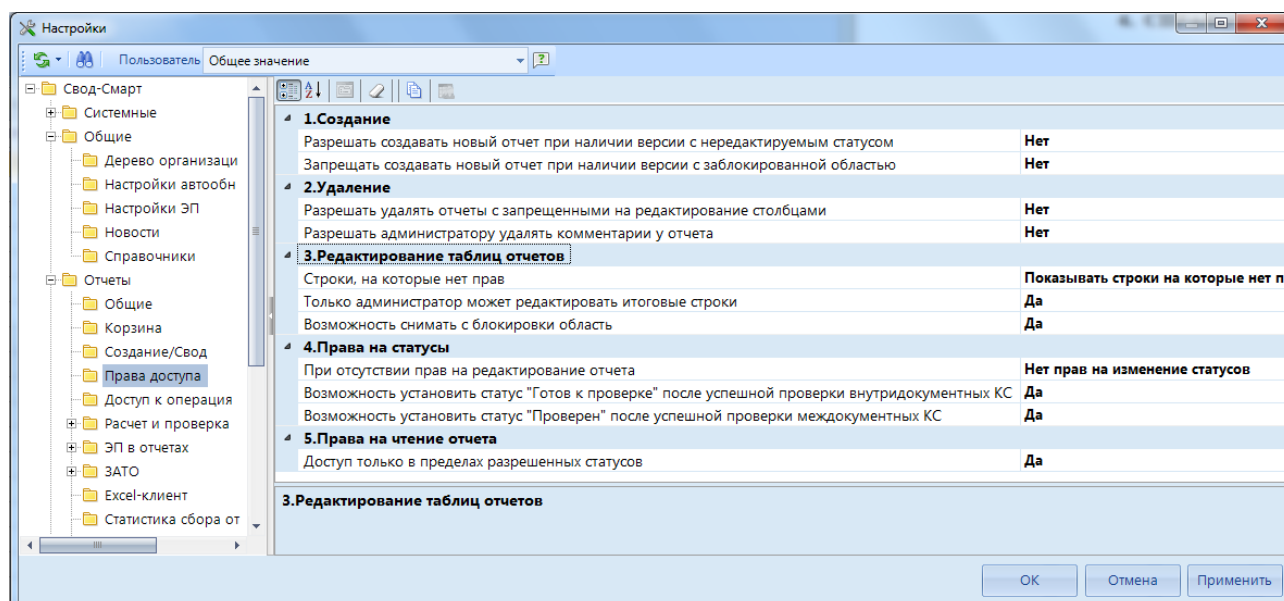 Настройки
Пользователь Общее значение
Свод-Смарт
Системные
Общие
Дерево организаци
Настройки автообн
Настройки ЭП
Новости
Справочники
Отчеты
Общие
Корзина
Создание/Свод
Права доступа
Доступ к операция
Расчет и проверка
ЭП в отчетах
ЗАТО
Excel-клиент
Статистика сбора от
1.Создание
Разрешать создавать новый отчет при наличии версии с нередактируемым статусом Нет
Запрещать создавать новый отчет при наличии версии с заблокированной областью Нет
2.Удаление
Разрешать удалять отчеты с запрещенными на редактирование столбцами Нет
Разрешать администратору удалять комментарии у отчета Нет
3.Редактирование таблиц отчетов
Строки, на которые нет прав Показывать строки на которые нет п
Только администратор может редактировать итоговые строки Да
Возможность снимать с блокировки область Да
4.Права на статусы
При отсутствии прав на редактирование отчета Нет прав на изменение статусов
Возможность установить статус "Готов к проверке" после успешной проверки внутридокументных КС Да
Возможность установить статус "Проверен" после успешной проверки междокументных КС Да
5.Права на чтение отчета
Доступ только в пределах разрешенных статусов Да
3.Редактирование таблиц отчетов
ОК Отмена Применить